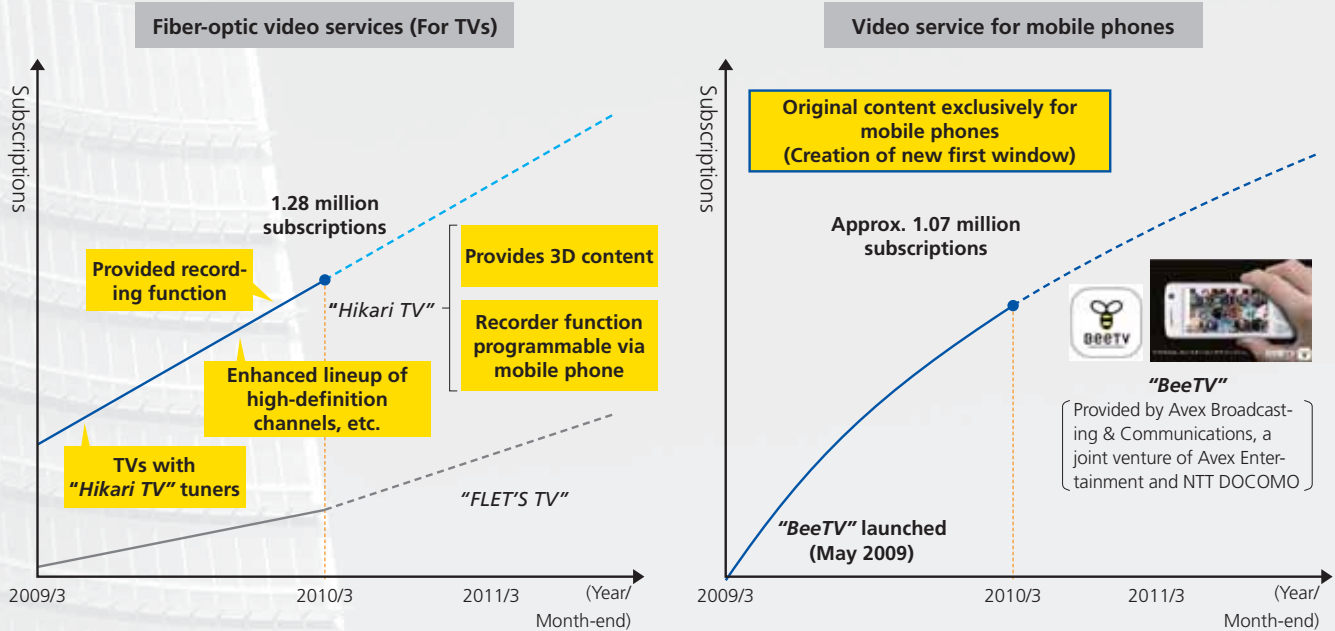 Fiber-optic video services (For TVs)
Subscriptions
1.28 million
subscriptions
Provided record-
ing function
"Hikari TV"
Provides 3D content
Recorder function
programmable via
mobile phone
Enhanced lineup of
high-definition
channels, etc.
TVs with
"Hikari TV" tuners
"FLET'S TV"
2009/3
2010/3
2011/3
(Year/
Month-end)
Video service for mobile phones
Subscriptions
Original content exclusively for
mobile phones
(Creation of new first window)
Approx. 1.07 million
subscriptions
BeeTV
"BeeTV"
Provided by Avex Broadcast-
ing & Communications, a
joint venture of Avex Enter-
tainment and NTT DOCOMO
"BeeTV" launched
(May 2009)
2009/3
2010/3
2011/3
(Year/
Month-end)